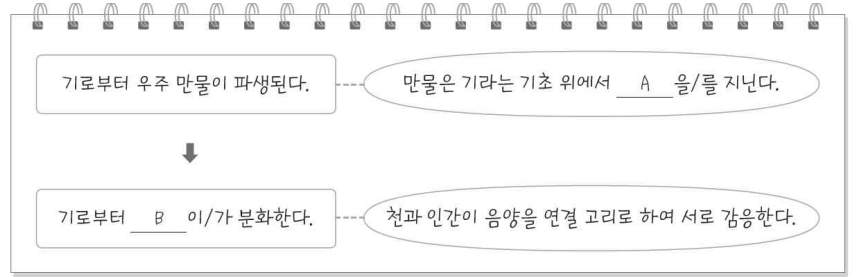 기로부터 우주 만물이 파생된다.
만물은 기라는 기초 위에서 A 을/를 지닌다.
기로부터 B 이/가 분화한다.
천과 인간이 음양을 연결 고리로 하여 서로 감응한다.